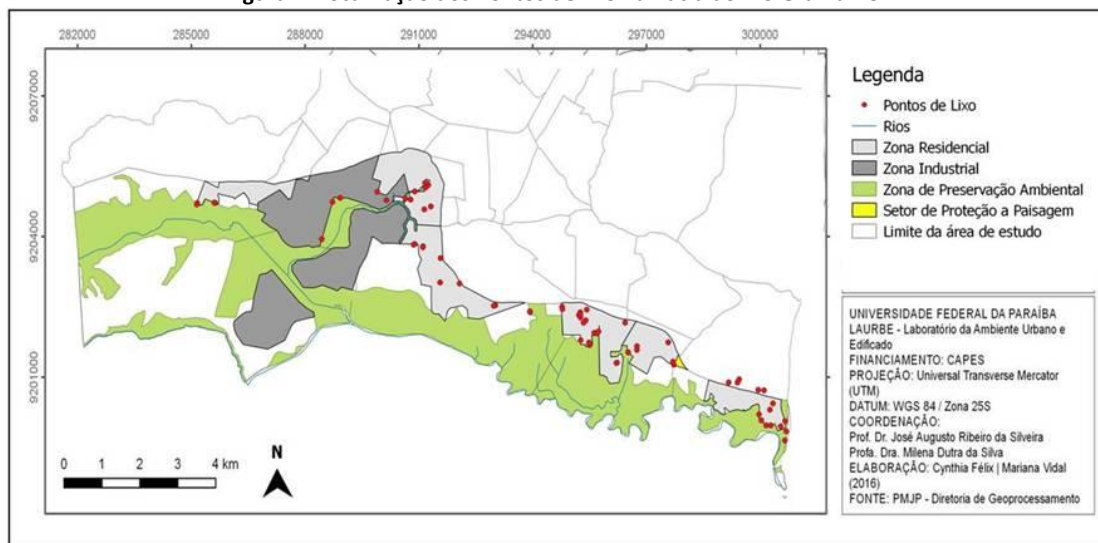 282000 285000 288000 291000 294000 297000 300000
9207000
9204000
9201000
N
0 1 2 3 4 km
Legenda
Pontos de Lixo
Rios
Zona Residencial
Zona Industrial
Zona de Preservação Ambiental
Setor de Proteção a Paisagem
Limite da área de estudo
UNIVERSIDADE FEDERAL DA PARAÍBA
LAURBE - Laboratório da Ambiente Urbano e
Edificado
FINANCIAMENTO: CAPES
PROJEÇÃO: Universal Transverse Mercator
(UTM)
DATUM: WGS 84 / Zona 25S
COORDENAÇÃO:
Prof. Dr. José Augusto Ribeiro da Silveira
Profa. Dra. Milena Dutra da Silva
ELABORAÇÃO: Cynthia Félix | Mariana Vidal
(2016)
FONTE: PMJP - Diretoria de Geoprocessamento